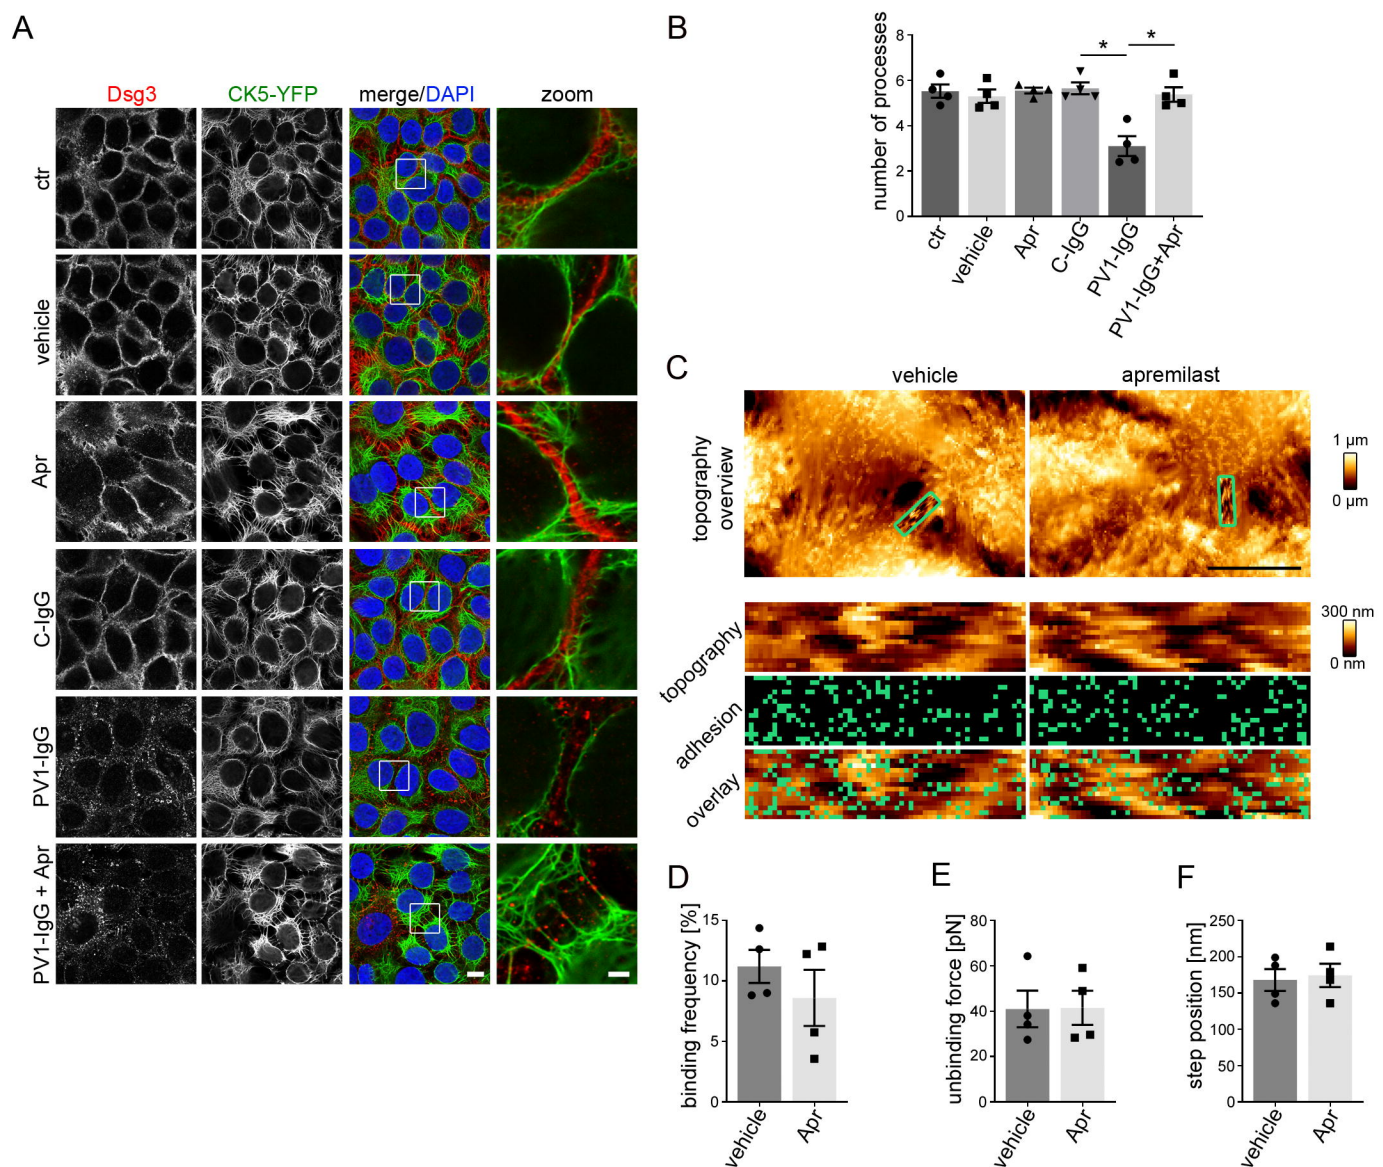 A
Dsg3 CK5-YFP merge/DAPI zoom
ctr
vehicle
Apr
C-IgG
PV1-IgG
PV1-IgG + Apr
B
number of processes
8
6
4
2
0
* *
ctr vehicle Apr C-IgG PV1-IgG PV1-IgG+Apr
C
vehicle apremilast
topography
overview
1 µm
0 µm
topography
300 nm
0 nm
adhesion
overlay
D
binding frequency [%]
15
10
5
0
vehicle Apr
E
unbinding force [pN]
80
60
40
20
0
vehicle Apr
F
step position [nm]
250
200
150
100
50
0
vehicle Apr